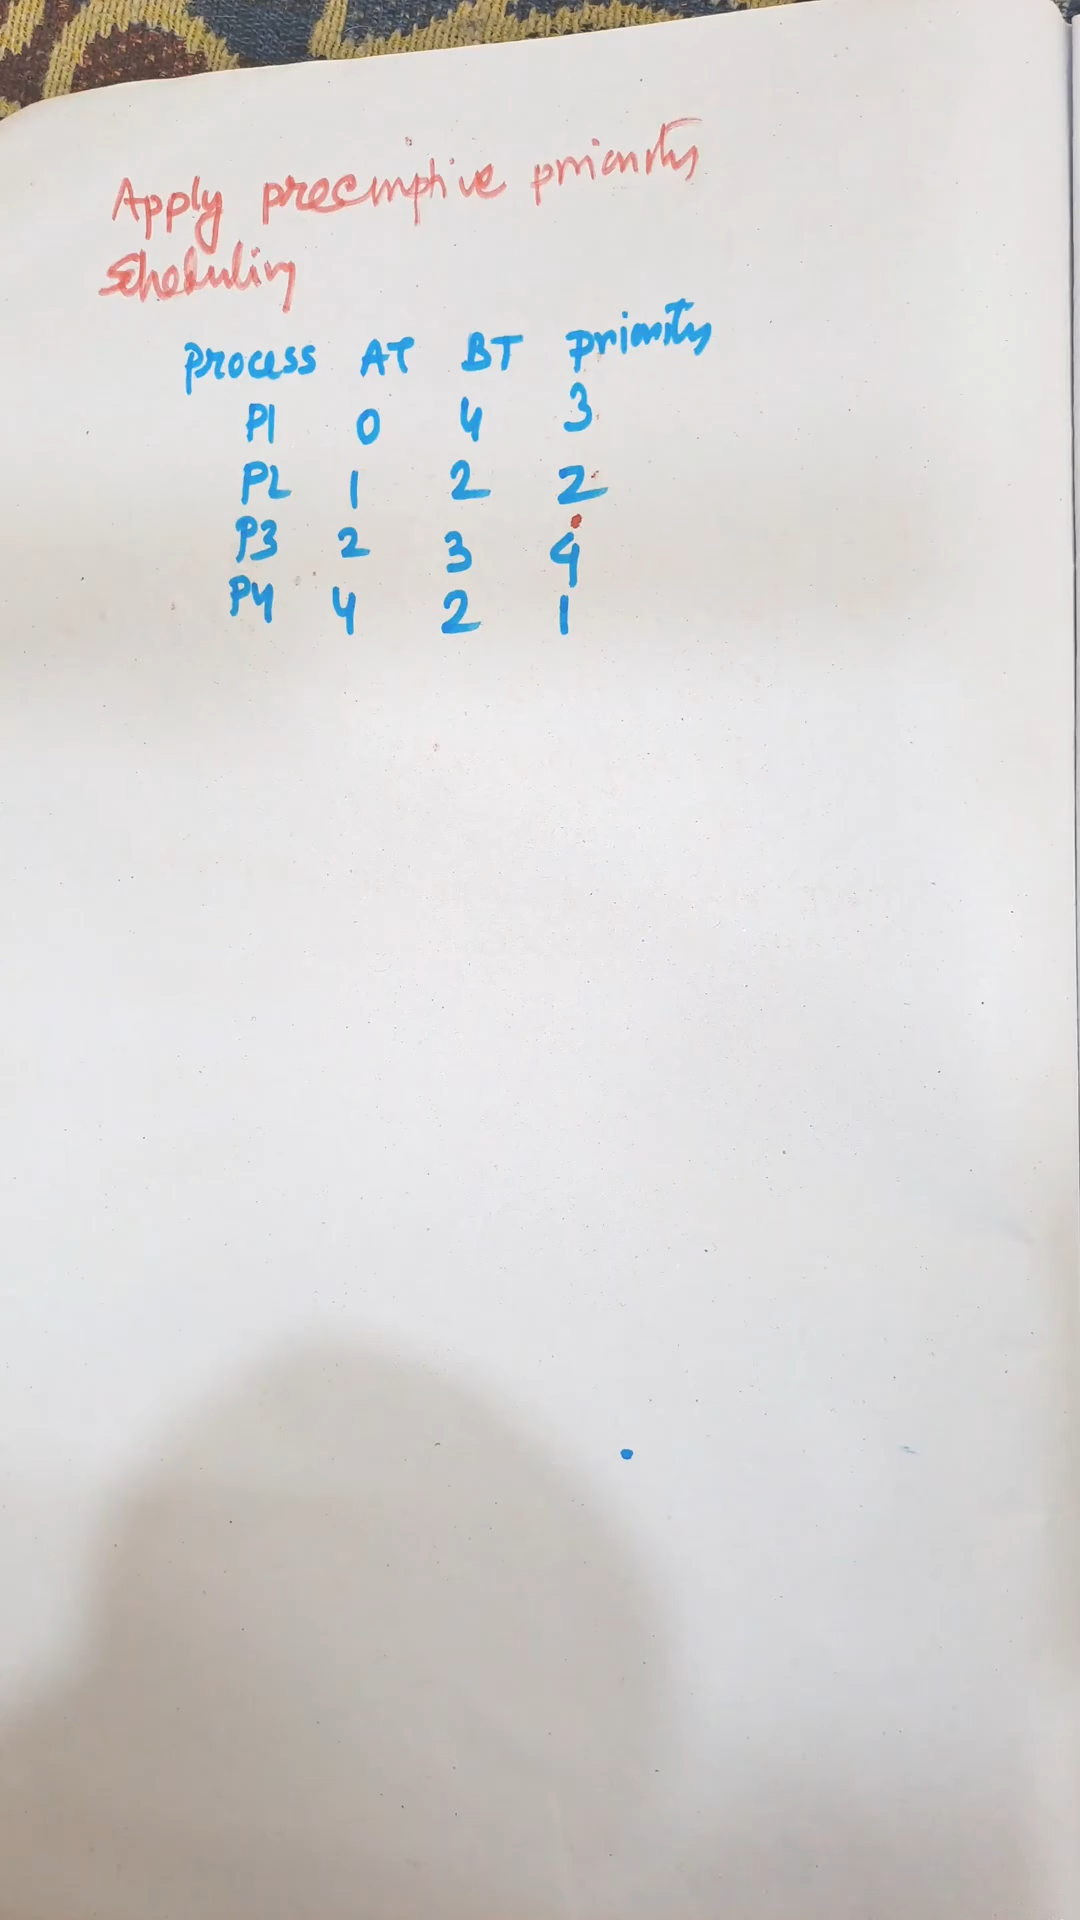 Apply preemptive priority
Scheduling
Process AT BT Priority
P1 0 4 3
P2 1 2 2
P3 2 3 4
P4 4 2 1